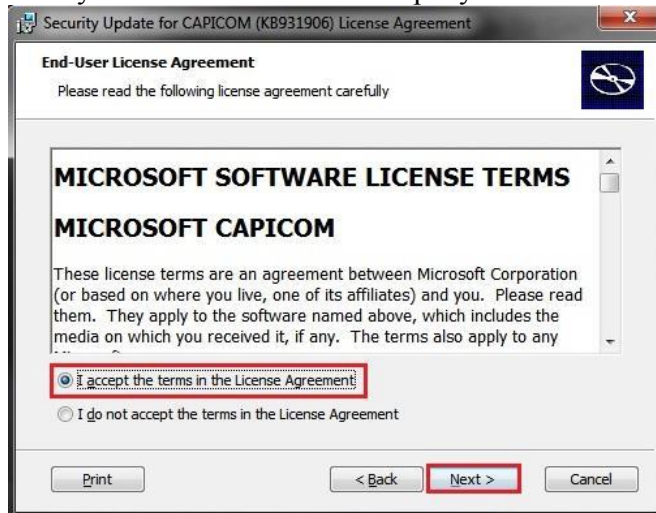 Security Update for CAPICOM (KB931906) License Agreement
End-User License Agreement
Please read the following license agreement carefully
MICROSOFT SOFTWARE LICENSE TERMS
MICROSOFT CAPICOM
These license terms are an agreement between Microsoft Corporation
(or based on where you live, one of its affiliates) and you. Please read
them. They apply to the software named above, which includes the
media on which you received it, if any. The terms also apply to any
I accept the terms in the License Agreement
I do not accept the terms in the License Agreement
Print < Back Next > Cancel